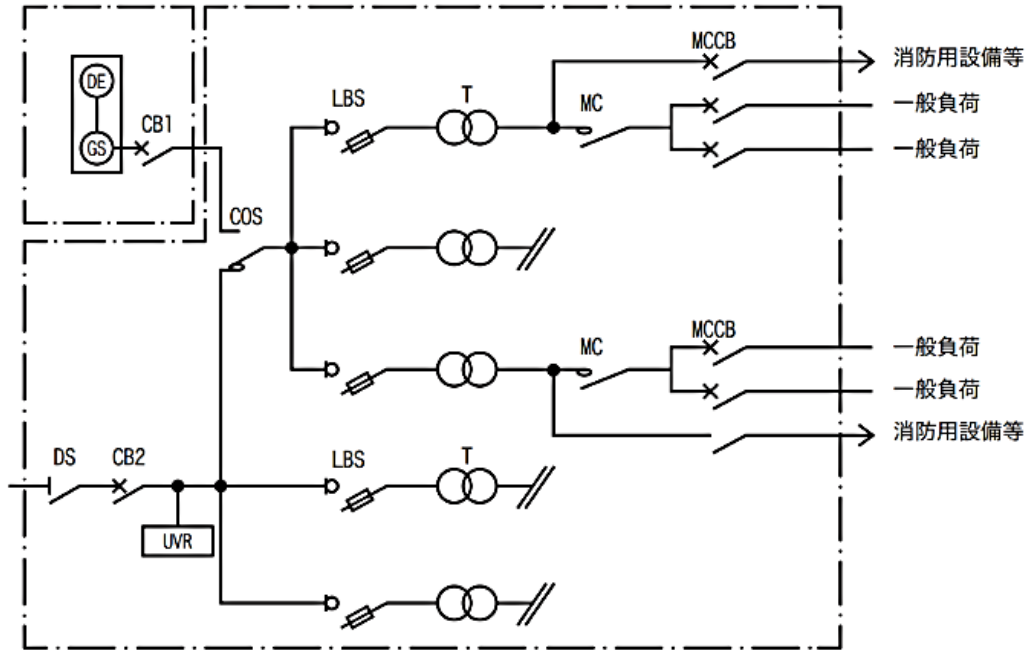 MCCB
消防用設備等
DE
LBS
T
MC
一般負荷
CB1
GS
一般負荷
COS
MCCB
MC
一般負荷
一般負荷
消防用設備等
DS
CB2
LBS
T
UVR